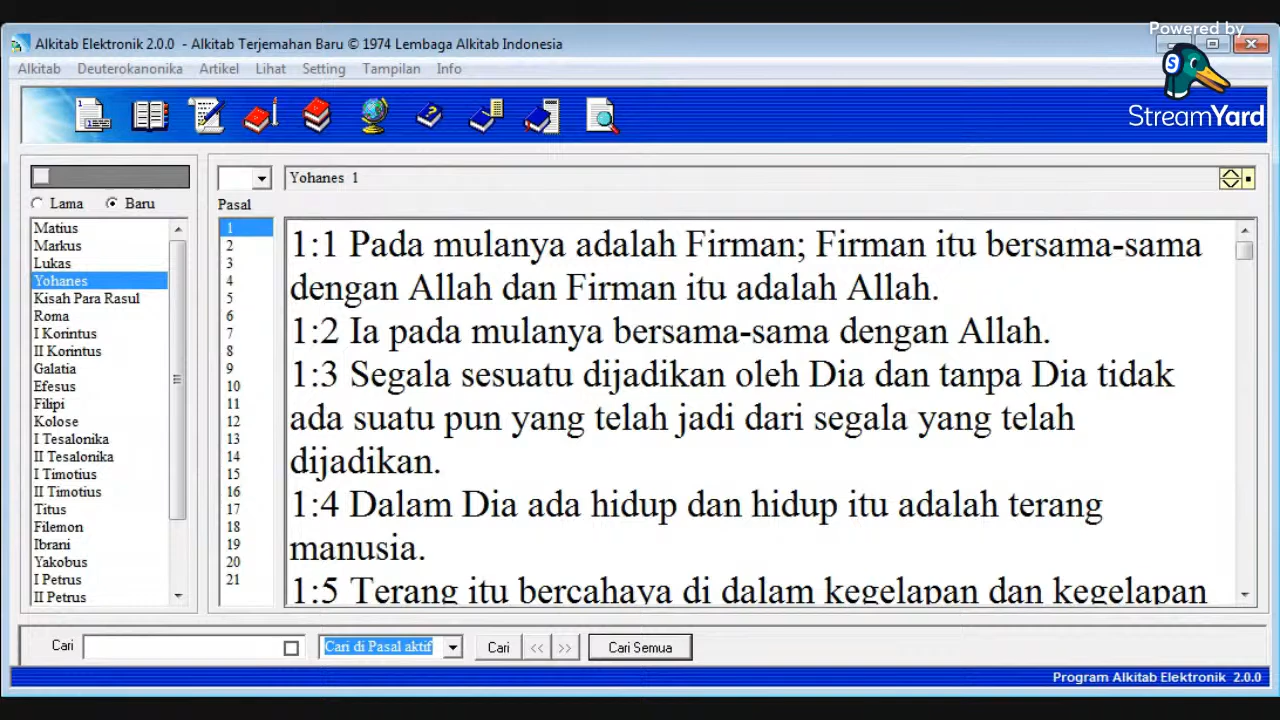 Powered by
StreamYard
Alkitab Elektronik 2.0.0 - Alkitab Terjemahan Baru © 1974 Lembaga Alkitab Indonesia
Alkitab Deuterokanonika Artikel Lihat Setting Tampilan Info
Yohanes 1
Lama Baru
Pasal
Matius
Markus
Lukas
Yohanes
Kisah Para Rasul
Roma
I Korintus
II Korintus
Galatia
Efesus
Filipi
Kolose
I Tesalonika
II Tesalonika
I Timotius
II Timotius
Titus
Filemon
Ibrani
Yakobus
I Petrus
II Petrus
1
2
3
4
5
6
7
8
9
10
11
12
13
14
15
16
17
18
19
20
21
1:1 Pada mulanya adalah Firman; Firman itu bersama-sama
dengan Allah dan Firman itu adalah Allah.
1:2 Ia pada mulanya bersama-sama dengan Allah.
1:3 Segala sesuatu dijadikan oleh Dia dan tanpa Dia tidak
ada suatu pun yang telah jadi dari segala yang telah
dijadikan.
1:4 Dalam Dia ada hidup dan hidup itu adalah terang
manusia.
1:5 Terang itu bercahaya di dalam kegelapan dan kegelapan
Cari Cari di Pasal aktif Cari << >> Cari Semua
Program Alkitab Elektronik 2.0.0